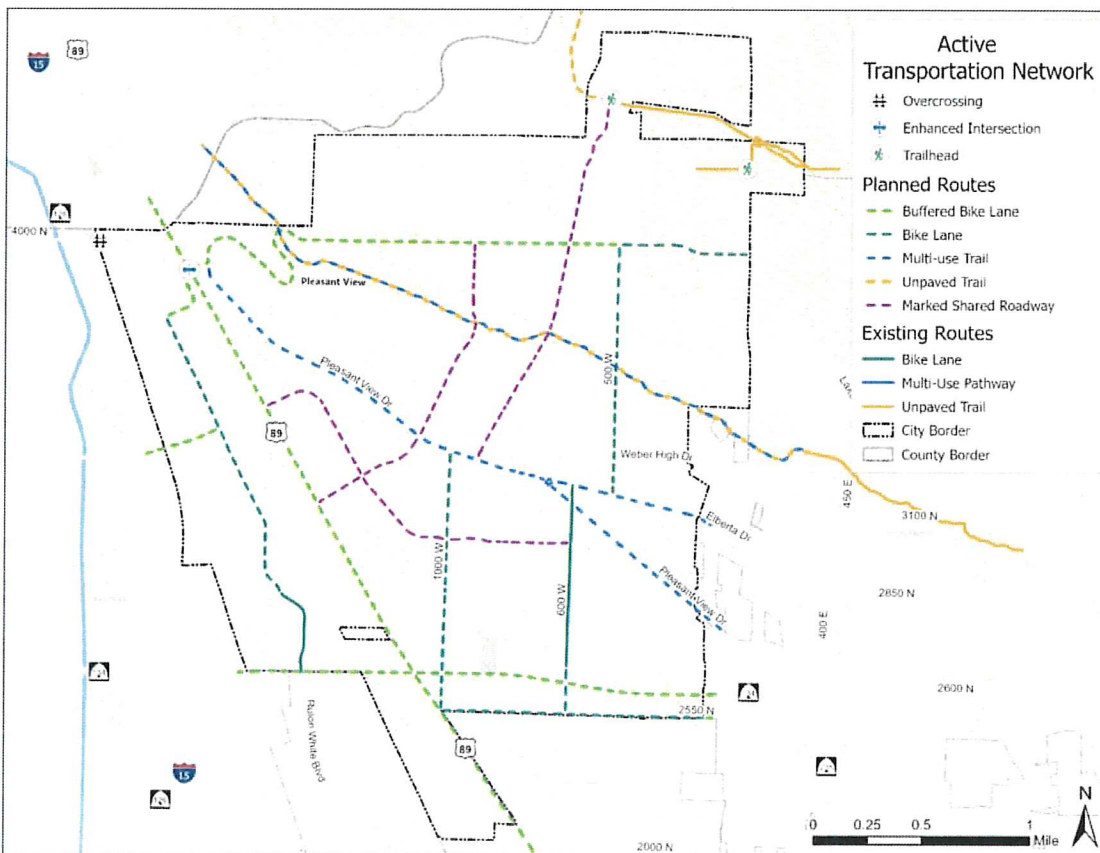 Active
Transportation Network
Overcrossing
Enhanced Intersection
Trailhead
Planned Routes
Buffered Bike Lane
Bike Lane
Multi-use Trail
Unpaved Trail
Marked Shared Roadway
Existing Routes
Bike Lane
Multi-Use Pathway
Unpaved Trail
City Border
County Border
15
89
4000 N
Pleasant View
Pleasant View Dr
500 W
89
Weber High Dr
450 E
3100 N
Elberta Dr
1000 W
600 W
Pleasant View Dr
2850 N
400 E
2600 N
2550 N
Rulon White Blvd
89
15
2000 N
N
0 0.25 0.5 1
Mile